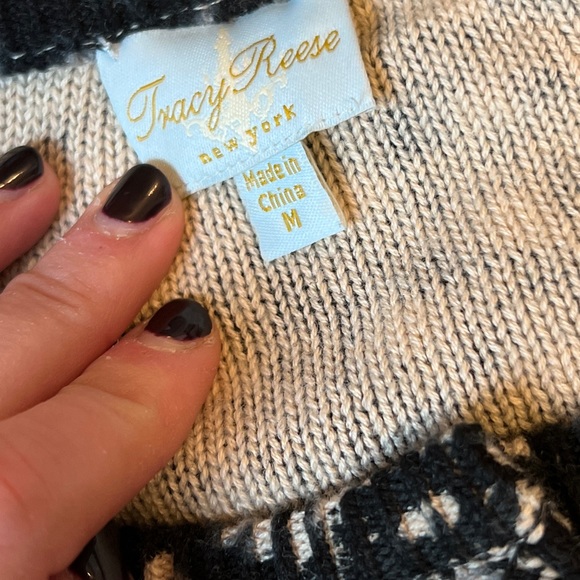 Tracy Reese
new york
Made in
China
M